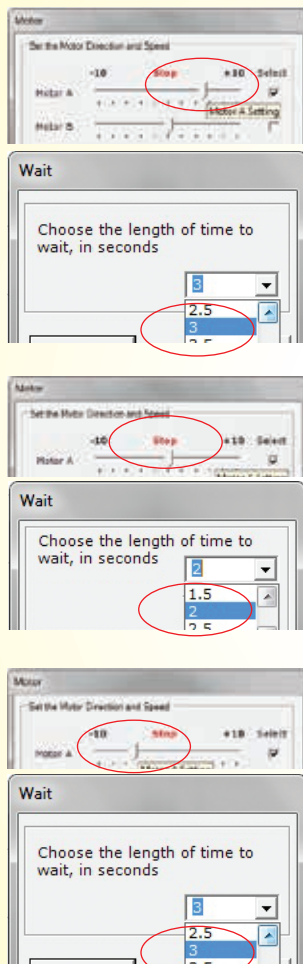 Motor
Set the Motor Direction and Speed
-10 Stop +10 Select
Motor A
Motor A Setting
Motor B
Wait
Choose the length of time to
wait, in seconds
3
2.5
3
3.5
Motor
Set the Motor Direction and Speed
-10 Stop +10 Select
Motor A
Wait
Choose the length of time to
wait, in seconds
2
1.5
2
2.5
Motor
Set the Motor Direction and Speed
-10 Stop +10 Select
Motor A
Wait
Choose the length of time to
wait, in seconds
3
2.5
3